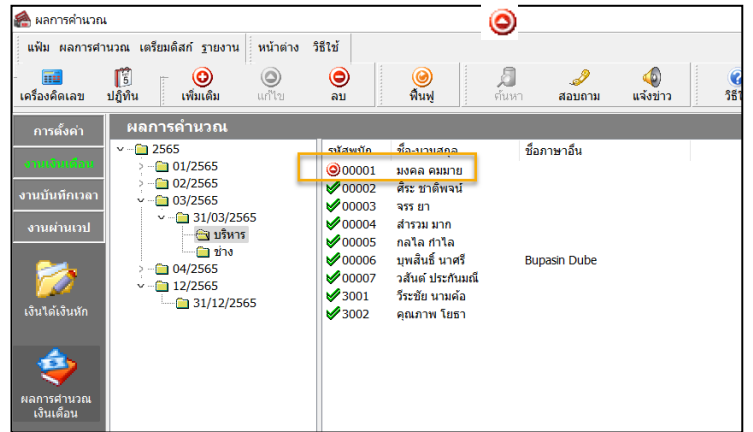 ผลการคำนวณ
แฟ้ม ผลการคำนวณ เตรียมดิสก์ รายงาน หน้าต่าง วิธีใช้
เครื่องคิดเลข ปฎิทิน เพิ่มเติม แก้ไข ลบ ฟื้นฟู ค้นหา สอบถาม แจ้งข่าว
การตั้งค่า
งานเงินเดือน
งานบันทึกเวลา
งานผ่านเวป
เงินได้เงินหัก
ผลการคำนวณ
เงินเดือน
ผลการคำนวณ
2565
01/2565
02/2565
03/2565
31/03/2565
บริหาร
ช่าง
04/2565
12/2565
31/12/2565
รหัสพนัก ชื่อ-นามสกุล ชื่อภาษาอื่น
00001 มงคล คมมาย
00002 ศิระ ชาติพจน์
00003 จรร ยา
00004 สำรวม มาก
00005 กลไล กำไล
00006 บุพสินธิ์ นาศรี Bupasin Dube
00007 วสันต์ ประกันมณี
3001 วีระชัย นามค้อ
3002 คุณภาพ โยธา